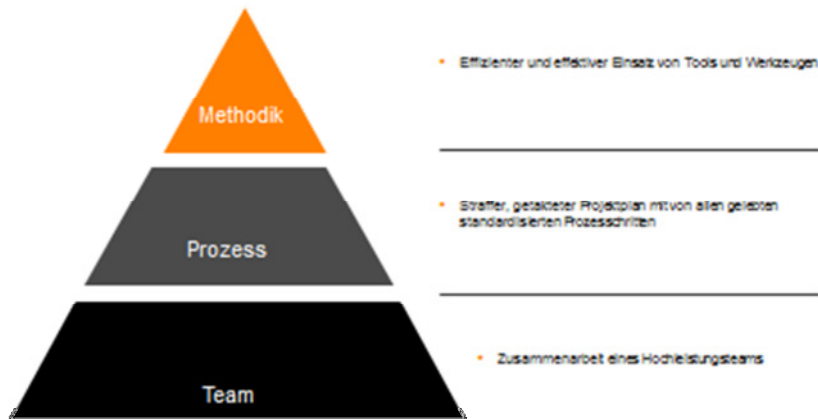 Methodik
• Effizienter und effektiver Einsatz von Tools und Werkzeugen
Prozess
• Straffer, getakteter Projektplan mit von allen gelebten
standardisierten Prozesschritten
Team
• Zusammenarbeit eines Hochleistungsteams